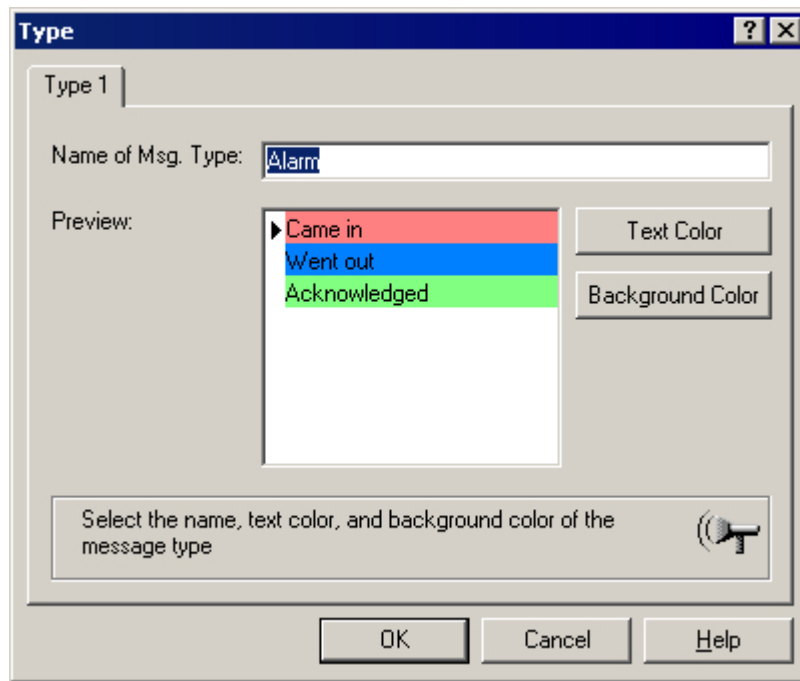 Type
Type 1
Name of Msg. Type: Alarm
Preview:
Came in
Went out
Acknowledged
Text Color
Background Color
Select the name, text color, and background color of the
message type
OK Cancel Help